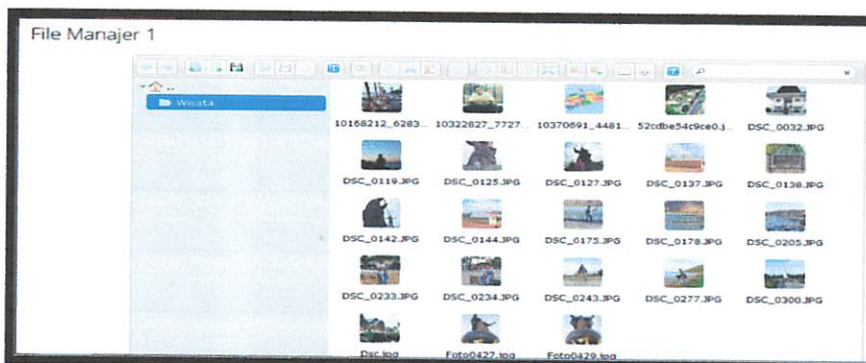 File Manajer 1
..
Wisata
10168212_6283... 10322827_7727... 10370691_4481... 52cdbe54c9ce0.j... DSC_0032.JPG
DSC_0119.JPG DSC_0125.JPG DSC_0127.JPG DSC_0137.JPG DSC_0138.JPG
DSC_0142.JPG DSC_0144.JPG DSC_0175.JPG DSC_0178.JPG DSC_0205.JPG
DSC_0233.JPG DSC_0234.JPG DSC_0243.JPG DSC_0277.JPG DSC_0300.JPG
Dsc.jpg Foto0427.jpg Foto0429.jpg